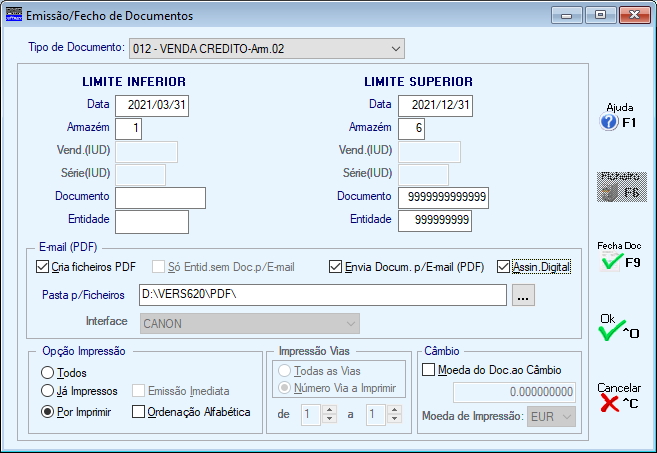 Emissão/Fecho de Documentos
Tipo de Documento: 012 - VENDA CREDITO-Arm.02
LIMITE INFERIOR
LIMITE SUPERIOR
Data 2021/03/31
Data 2021/12/31
Armazém 1
Armazém 6
Vend.(IUD)
Vend.(IUD)
Série(IUD)
Série(IUD)
Documento
Documento 9999999999999
Entidade
Entidade 999999999
E-mail (PDF)
Cria ficheiros PDF
Só Entid.sem Doc.p/E-mail
Envia Docum. p/E-mail (PDF)
Assin.Digital
Pasta p/Ficheiros D:\VERS620\PDF\ ...
Interface CANON
Opção Impressão
Todos
Já Impressos
Emissão Imediata
Por Imprimir
Ordenação Alfabética
Impressão Vias
Todas as Vias
Número Via a Imprimir
de 1 a 1
Câmbio
Moeda do Doc.ao Câmbio
0.000000000
Moeda de Impressão: EUR
Ajuda
F1
Ficheiro
F6
Fecha Doc
F9
Ok
^O
Cancelar
^C